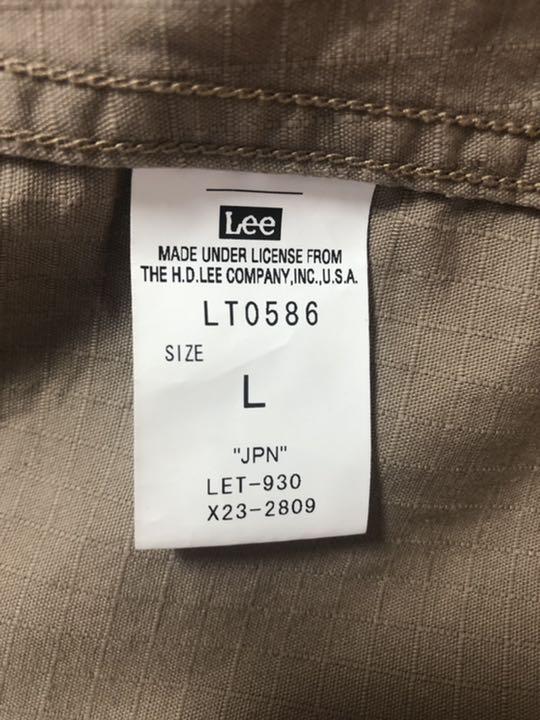 Lee
MADE UNDER LICENSE FROM
THE H.D.LEE COMPANY,INC.,U.S.A.
LT0586
SIZE
L
"JPN"
LET-930
X23-2809